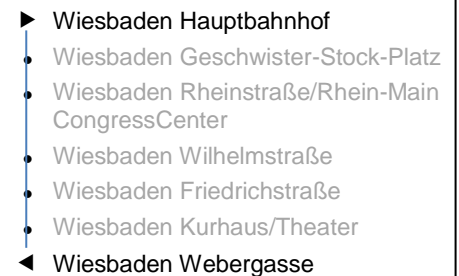 Wiesbaden Hauptbahnhof
Wiesbaden Geschwister-Stock-Platz
Wiesbaden Rheinstraße/Rhein-Main
CongressCenter
Wiesbaden Wilhelmstraße
Wiesbaden Friedrichstraße
Wiesbaden Kurhaus/Theater
Wiesbaden Webergasse